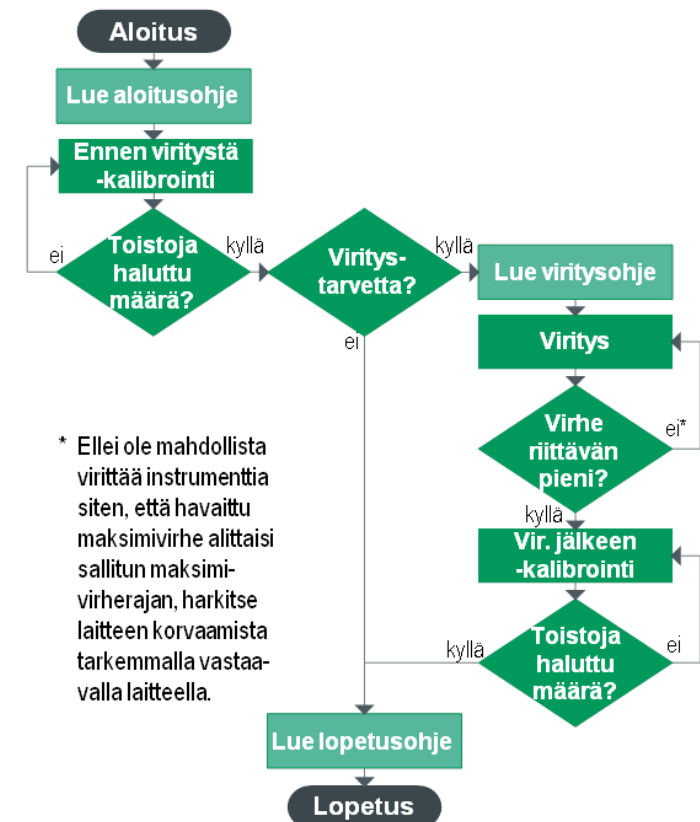 Aloitus
Lue aloitusohje
Ennen viritystä
-kalibrointi
ei
Toistoja
haluttu
määrä?
kyllä
Viritys-
tarvetta?
kyllä
ei
Lue viritysohje
Viritys
Virhe
riittävän
pieni?
ei*
kyllä
Vir. jälkeen
-kalibrointi
Toistoja
haluttu
määrä?
kyllä
ei
* Ellei ole mahdollista
virittää instrumenttia
siten, että havaittu
maksimivirhe alittaisi
sallitun maksimi-
virherajan, harkitse
laitteen korvaamista
tarkemmalla vastaa-
valla laitteella.
Lue lopetusohje
Lopetus